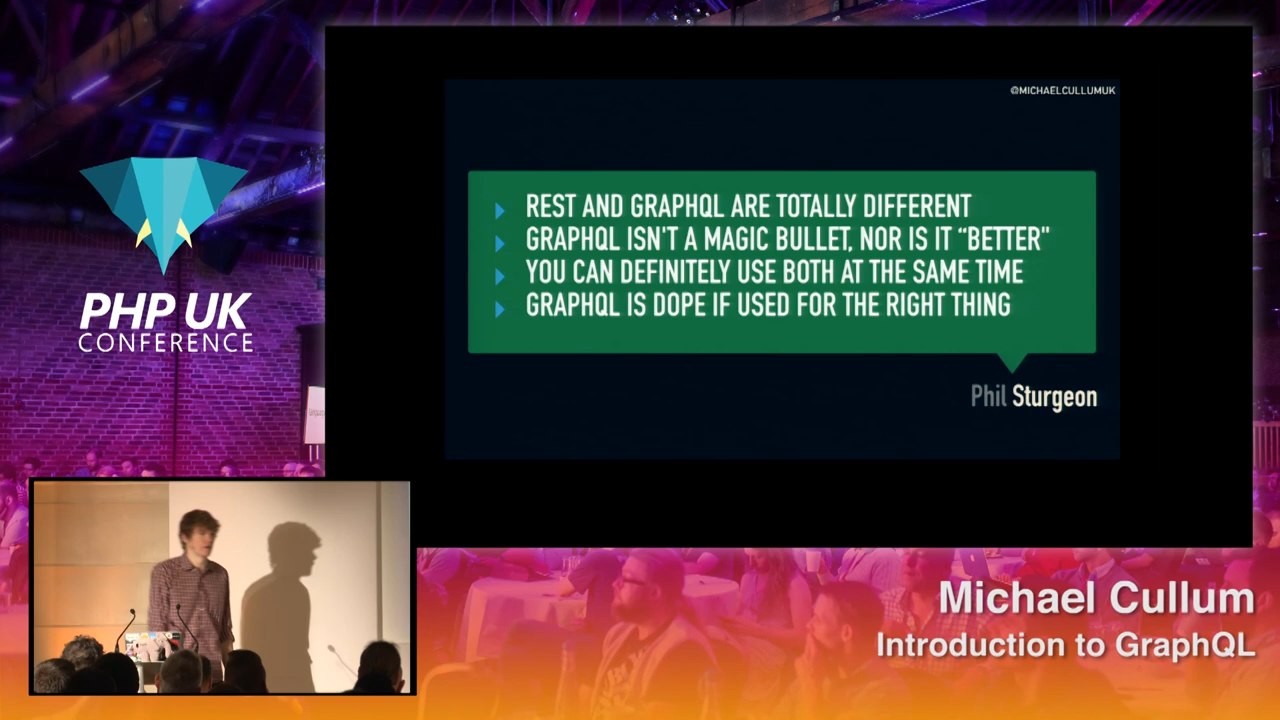 @MICHAELCULLUMUK
REST AND GRAPHQL ARE TOTALLY DIFFERENT
GRAPHQL ISN'T A MAGIC BULLET, NOR IS IT “BETTER"
YOU CAN DEFINITELY USE BOTH AT THE SAME TIME
GRAPHQL IS DOPE IF USED FOR THE RIGHT THING
Phil Sturgeon
PHP UK
CONFERENCE
Michael Cullum
Introduction to GraphQL